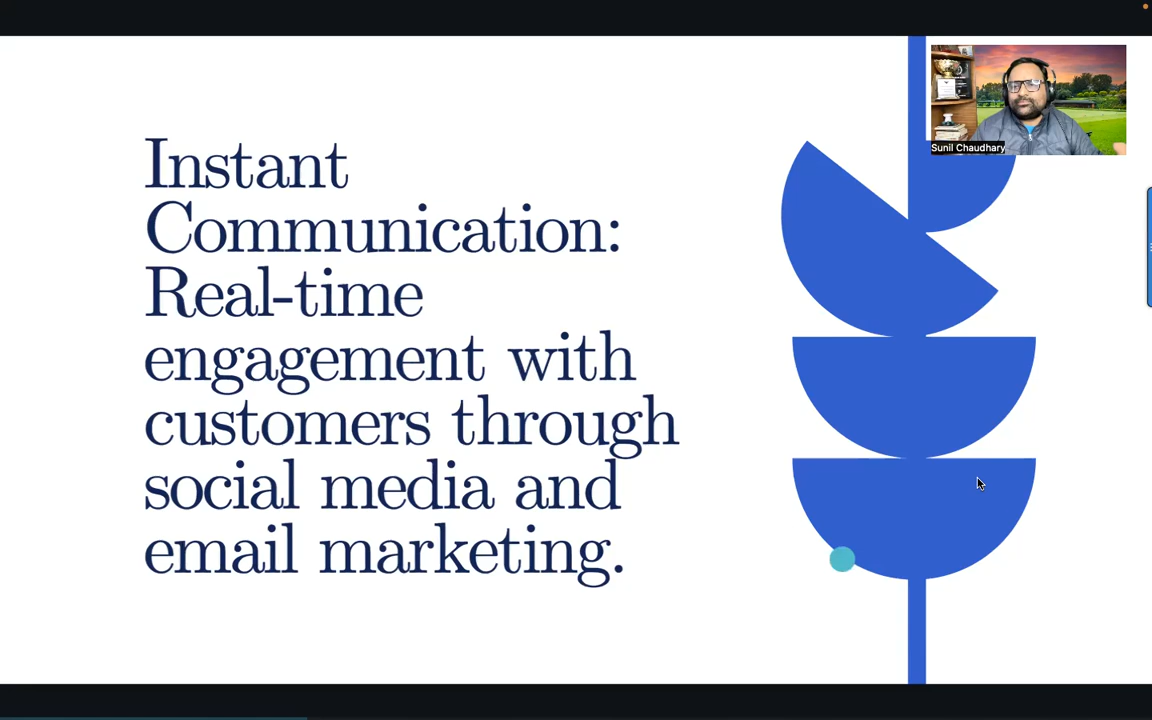 Instant
Communication:
Real-time
engagement with
customers through
social media and
email marketing.
Sunil Chaudhary